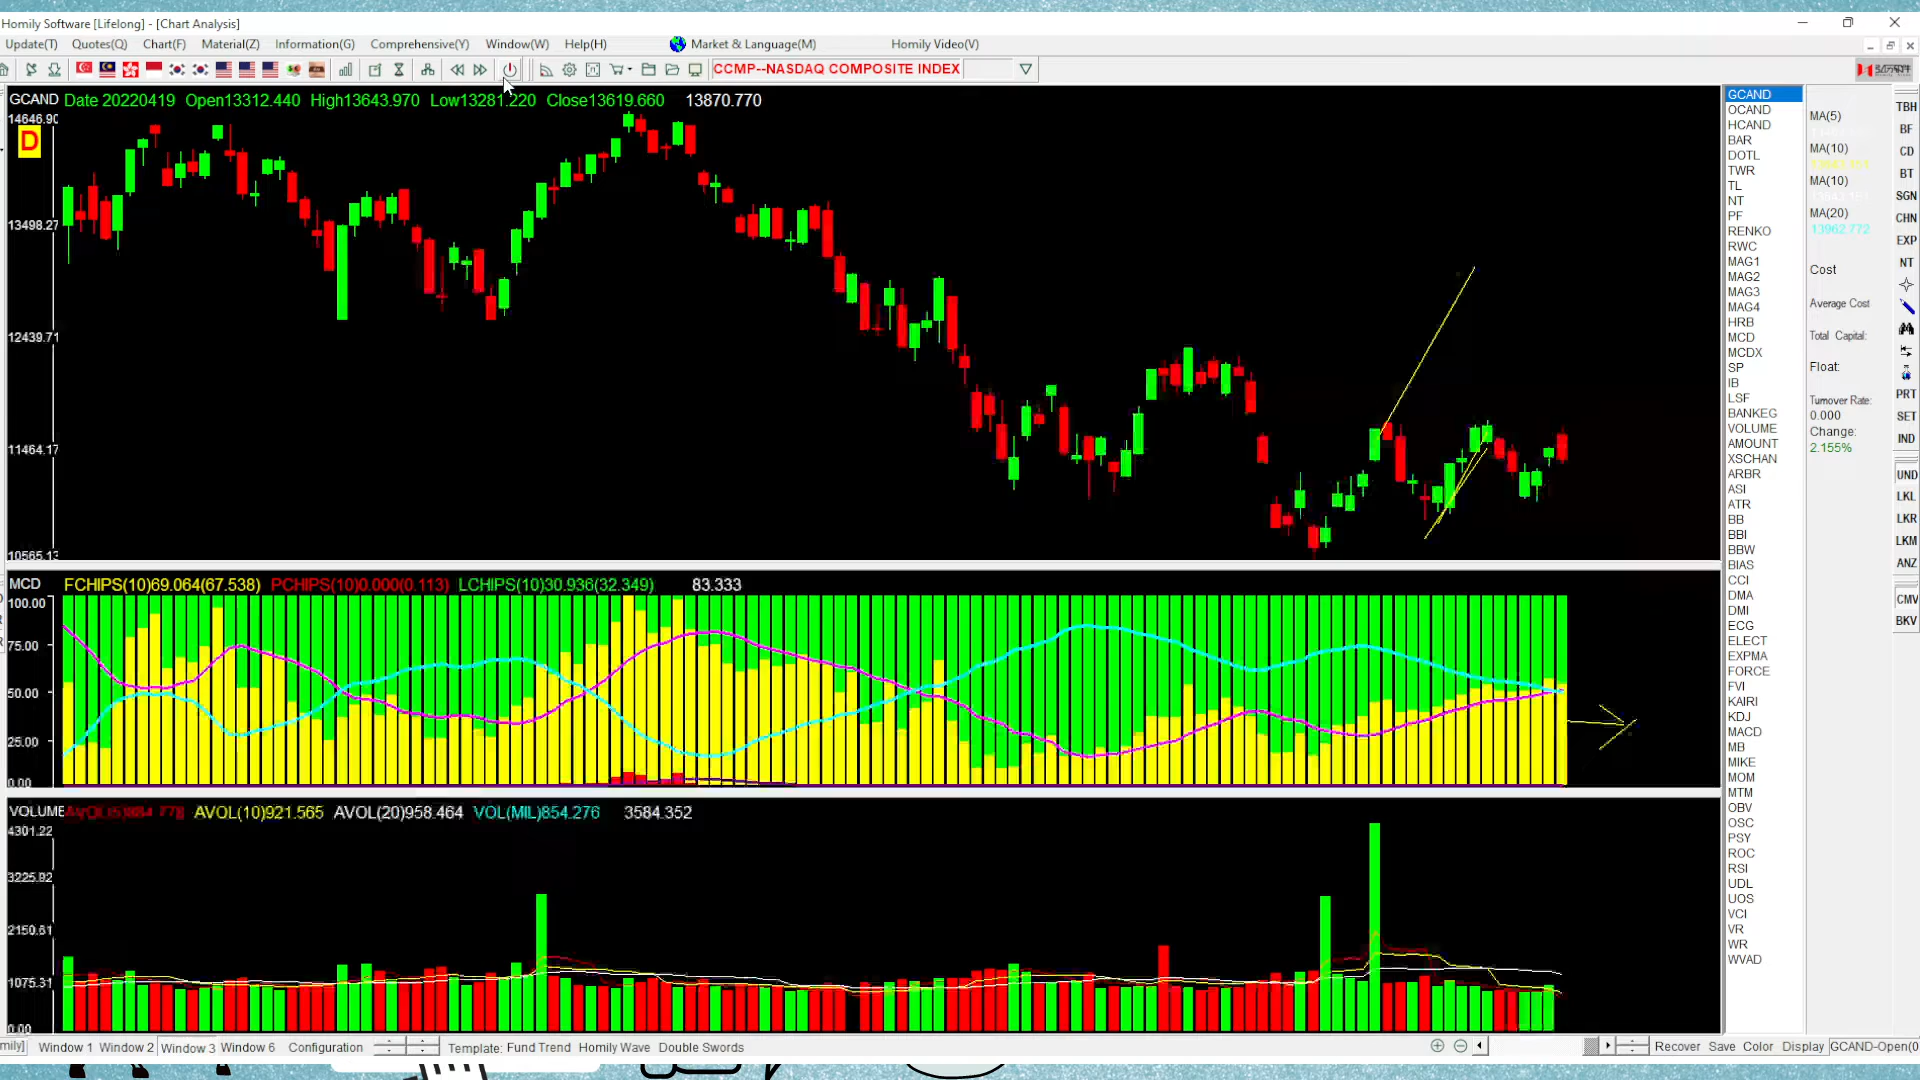 Homily Software [Lifelong] - [Chart Analysis]
Update(T) Quotes(Q) Chart(F) Material(Z) Information(G) Comprehensive(Y) Window(W) Help(H) Market & Language(M) Homily Video(V)
CCMP--NASDAQ COMPOSITE INDEX
GCAND Date 20220419 Open13312.440 High13643.970 Low13281.220 Close13619.660 13870.770
14646.90
D
13498.27
12439.71
11464.17
10565.13
MCD FCHIPS(10)69.064(67.538) PCHIPS(10)0.000(0.113) LCHIPS(10)30.936(32.349) 83.333
100.00
75.00
50.00
25.00
0.00
VOLUME AVOL(10)921.565 AVOL(20)958.464 VOL(MIL)854.276 3584.352
4301.22
3225.92
2150.61
1075.31
0.00
GCAND
OCAND
HCAND
BAR
DOTL
TWR
TL
NT
PF
RENKO
RWC
MAG1
MAG2
MAG3
MAG4
HRB
MCD
MCDX
SP
IB
LSF
BANKEG
VOLUME
AMOUNT
XSCHAN
ARBR
ASI
ATR
BB
BBI
BBW
BIAS
CCI
DMA
DMI
ECG
ELECT
EXPMA
FORCE
FVI
KAIRI
KDJ
MACD
MB
MIKE
MOM
MTM
OBV
OSC
PSY
ROC
RSI
UDL
UOS
VCI
VR
WR
WVAD
MA(5)
MA(10)
MA(10)
MA(20)
13962.772
Cost
Average Cost
Total Capital:
Float:
Turnover Rate:
0.000
Change:
2.155%
TBH
BF
CD
BT
SGN
CHN
EXP
NT
PRT
SET
IND
UND
LKL
LKR
LKM
ANZ
CMV
BKV
mily] Window 1 Window 2 Window 3 Window 6 Configuration Template: Fund Trend Homily Wave Double Swords Recover Save Color Display GCAND-Open(0